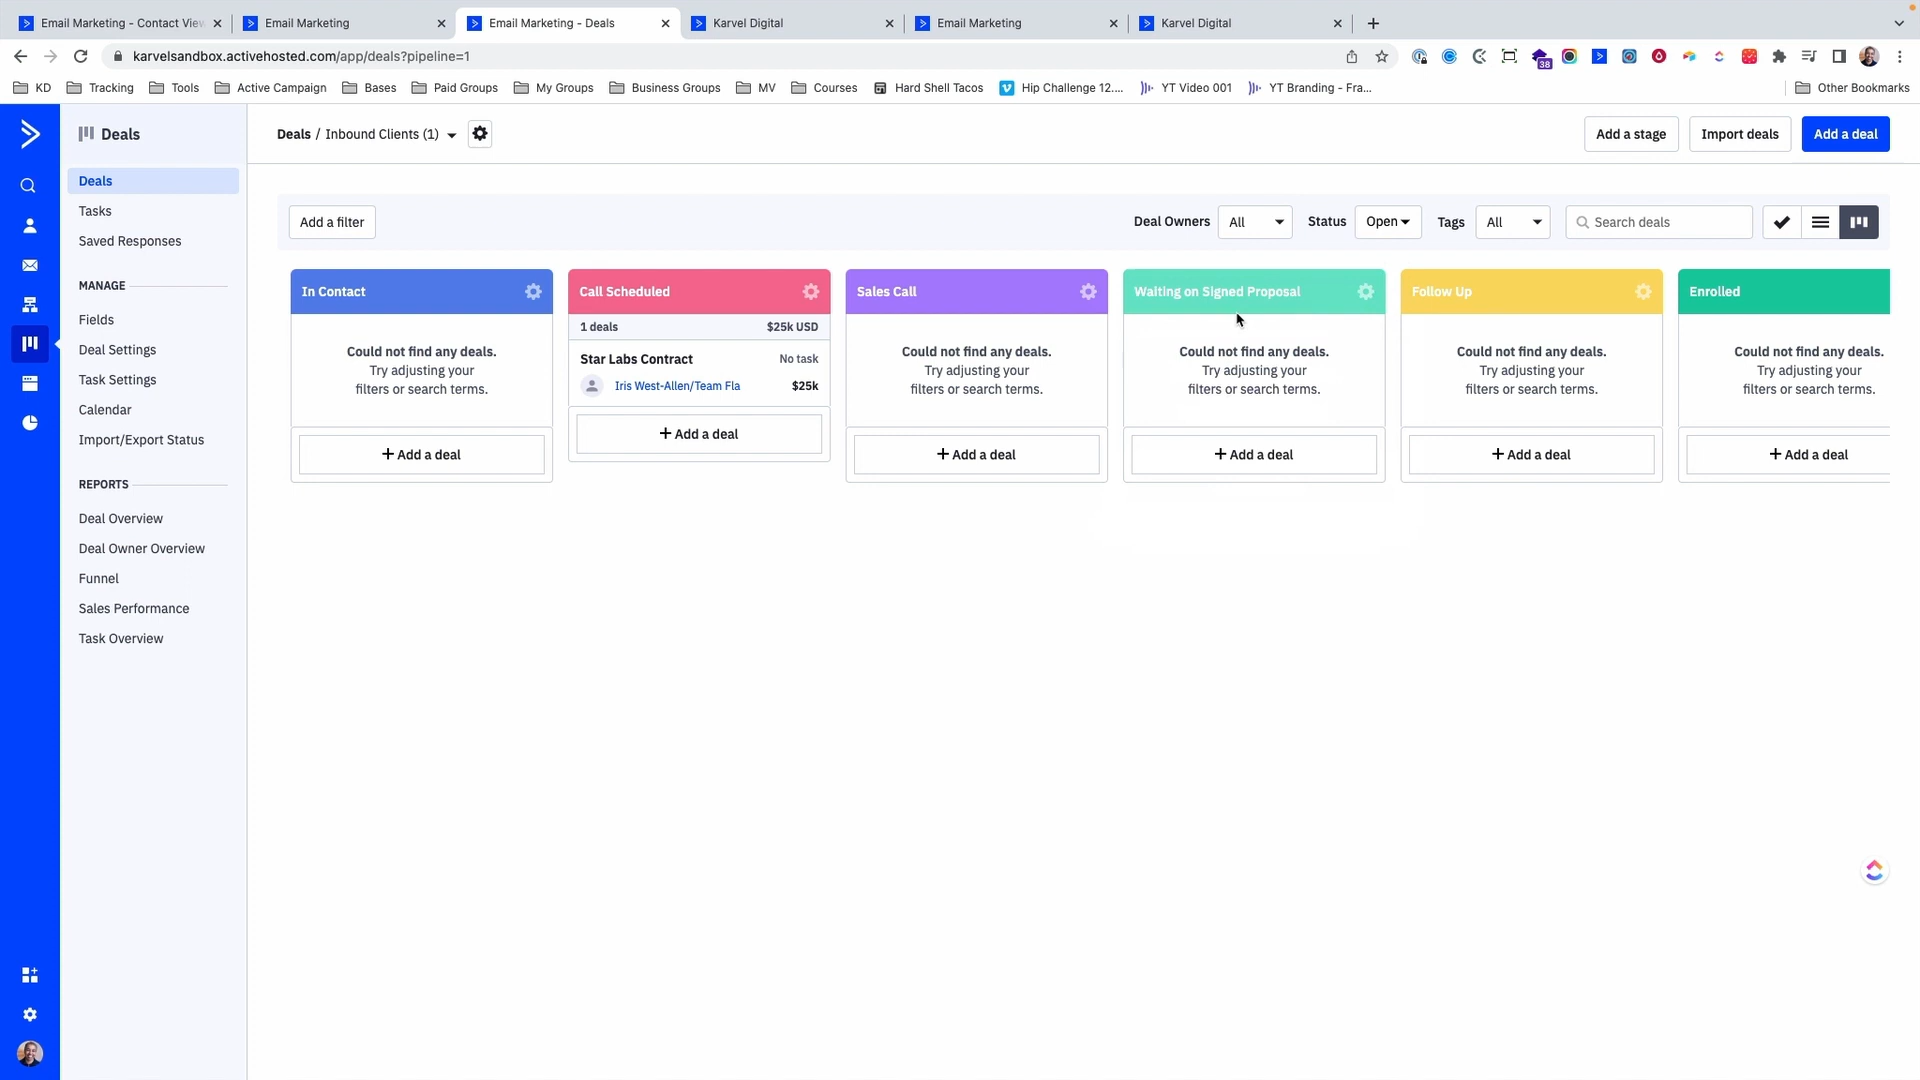 Email Marketing - Contact View
Email Marketing
Email Marketing - Deals
Karvel Digital
Email Marketing
Karvel Digital
karvelsandbox.activehosted.com/app/deals?pipeline=1
38
KD
Tracking
Tools
Active Campaign
Bases
Paid Groups
My Groups
Business Groups
MV
Courses
Hard Shell Tacos
Hip Challenge 12....
YT Video 001
YT Branding - Fra...
Other Bookmarks
Deals
Deals / Inbound Clients (1)
Add a stage
Import deals
Add a deal
Deals
Tasks
Saved Responses
MANAGE
Fields
Deal Settings
Task Settings
Calendar
Import/Export Status
REPORTS
Deal Overview
Deal Owner Overview
Funnel
Sales Performance
Task Overview
Add a filter
Deal Owners
All
Status
Open
Tags
All
Search deals
In Contact
Could not find any deals.
Try adjusting your
filters or search terms.
+ Add a deal
Call Scheduled
1 deals $25k USD
Star Labs Contract No task
Iris West-Allen/Team Fla $25k
+ Add a deal
Sales Call
Could not find any deals.
Try adjusting your
filters or search terms.
+ Add a deal
Waiting on Signed Proposal
Could not find any deals.
Try adjusting your
filters or search terms.
+ Add a deal
Follow Up
Could not find any deals.
Try adjusting your
filters or search terms.
+ Add a deal
Enrolled
Could not find any deals.
Try adjusting your
filters or search terms.
+ Add a deal